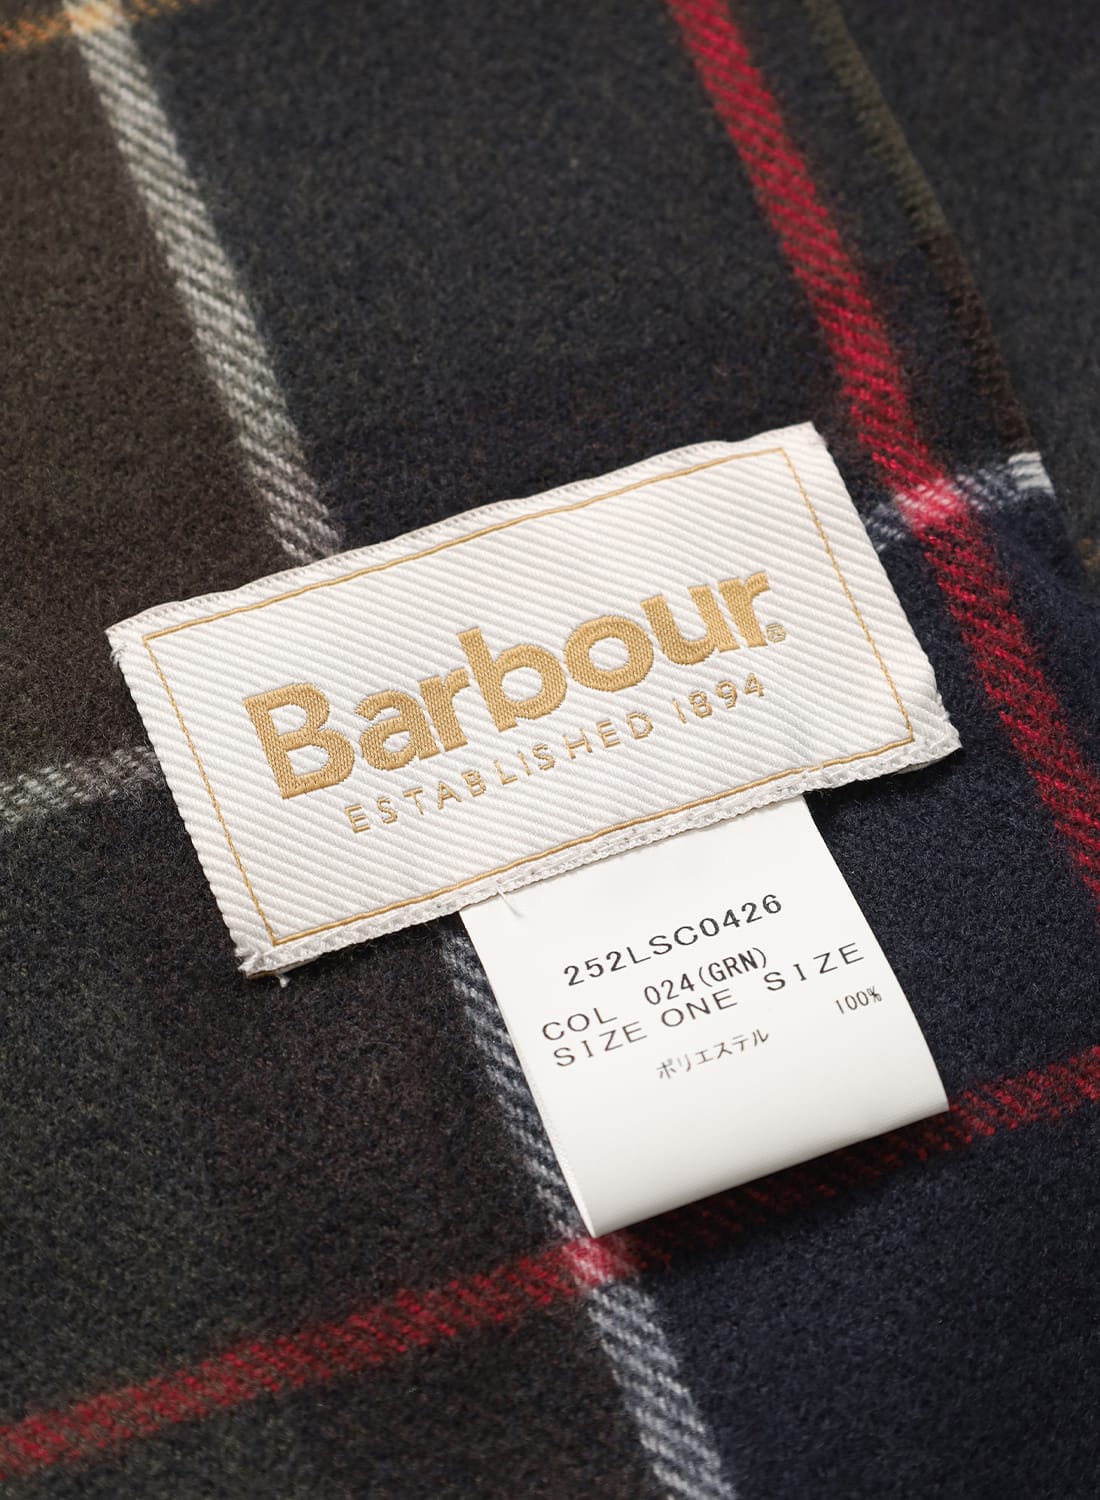 Barbour®
ESTABLISHED 1894
252LSC0426
COL 024(GRN)
SIZE ONE SIZE
ポリエステル 100%